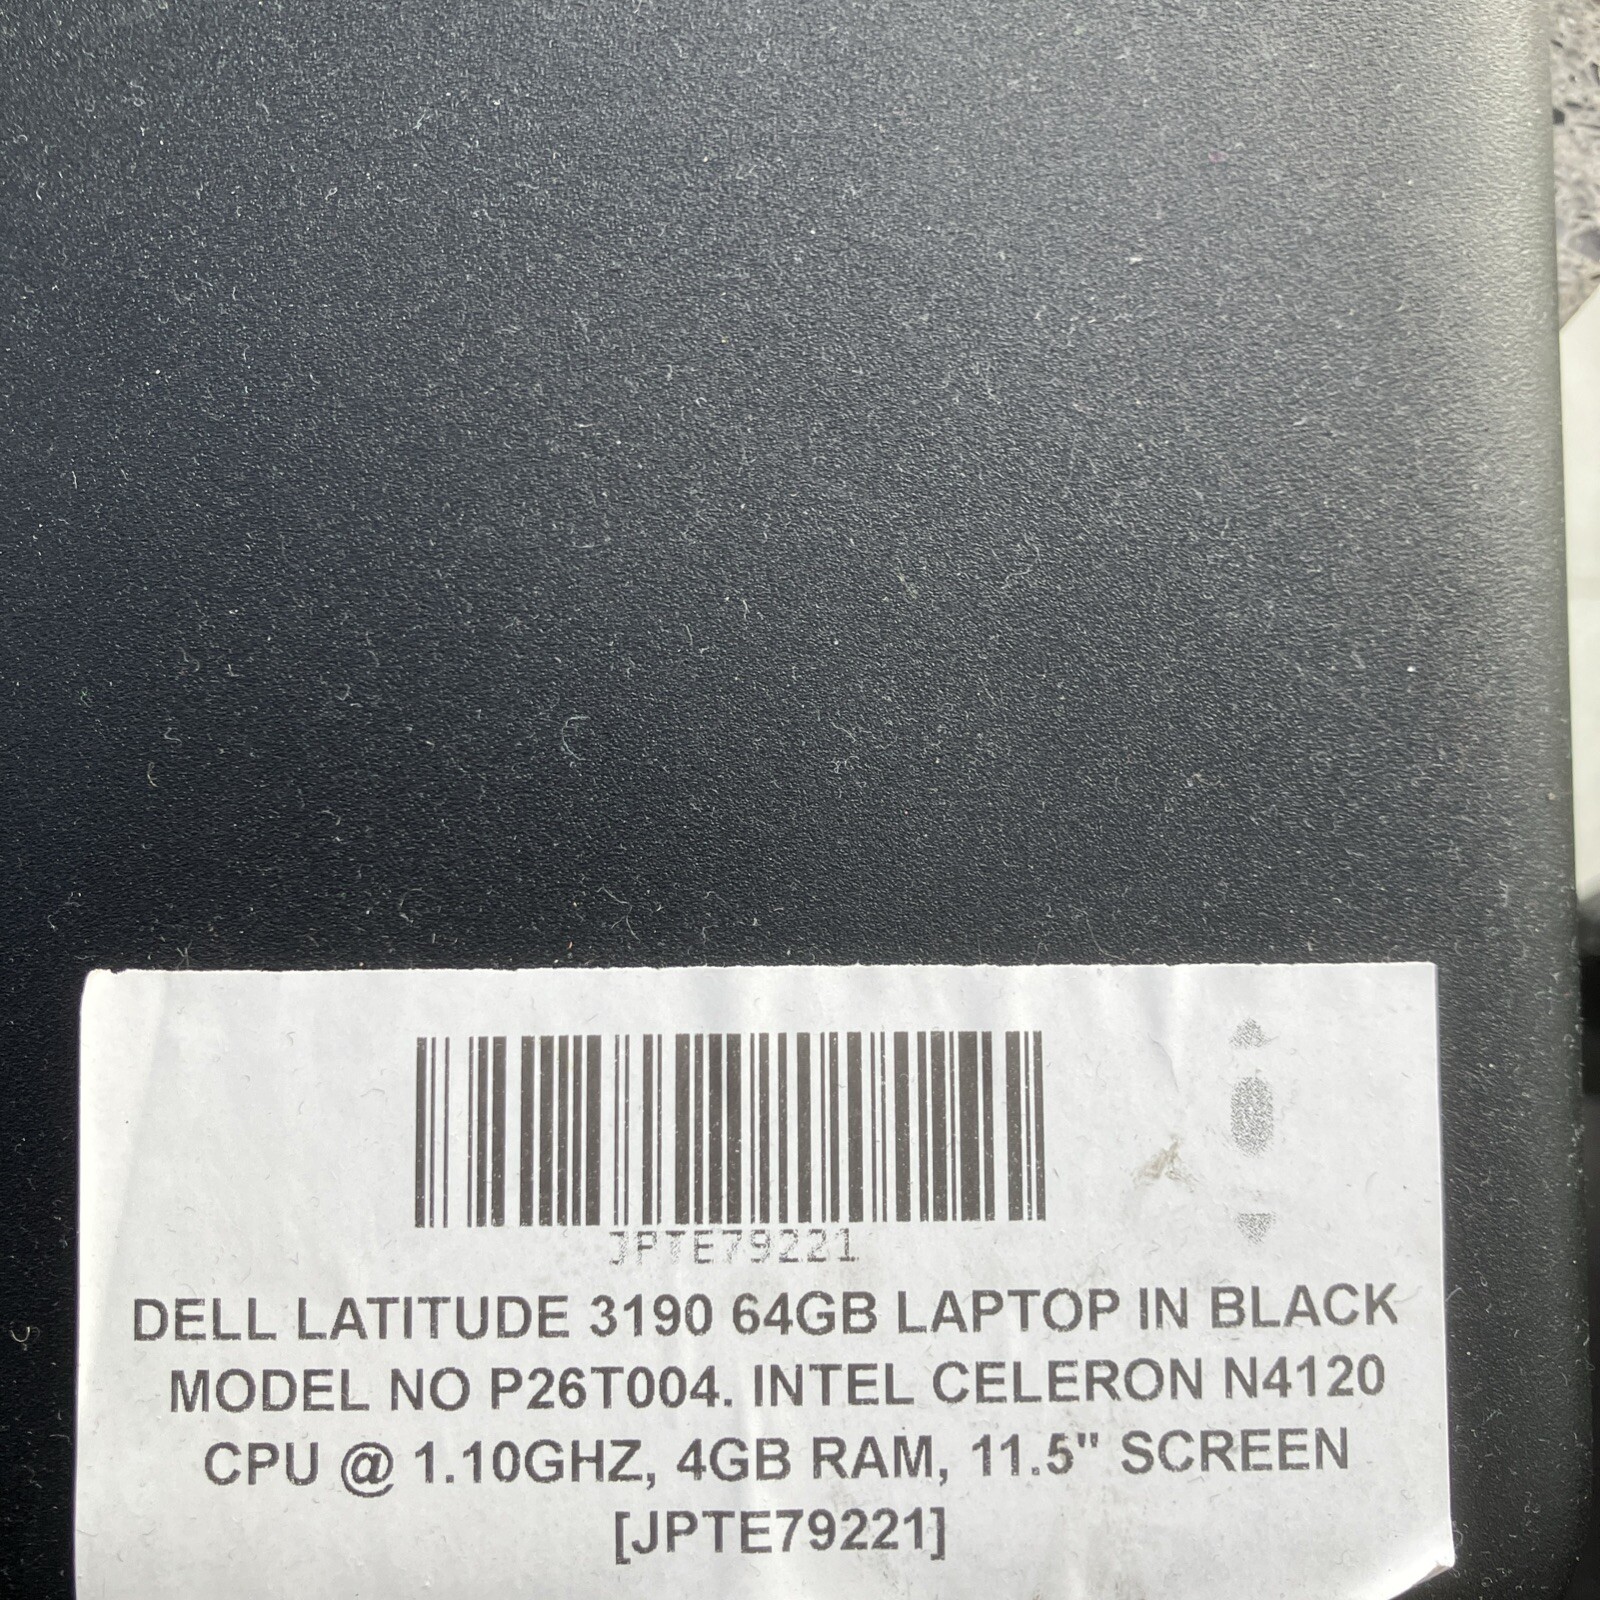 JPTE79221
DELL LATITUDE 3190 64GB LAPTOP IN BLACK
MODEL NO P26T004. INTEL CELERON N4120
CPU @ 1.10GHZ, 4GB RAM, 11.5" SCREEN
[JPTE79221]